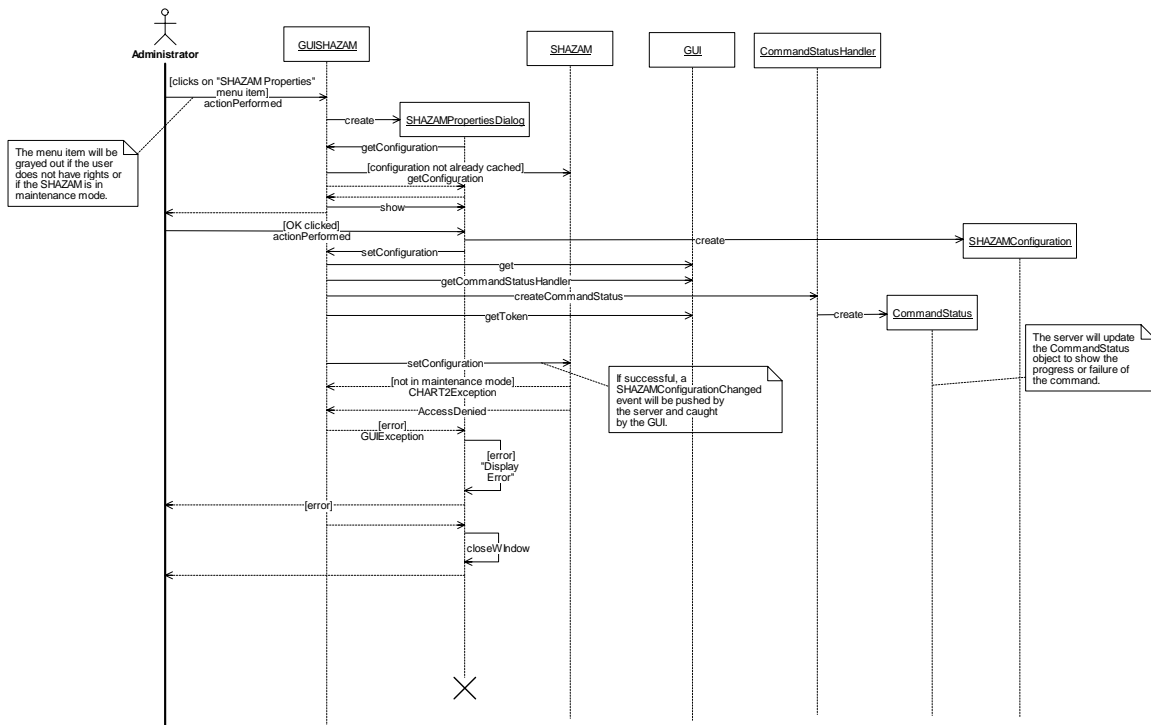 Administrator
GUISHAZAM
SHAZAM
GUI
CommandStatusHandler
[clicks on "SHAZAM Properties"
menu item]
actionPerformed
create
SHAZAMPropertiesDialog
The menu item will be
grayed out if the user
does not have rights or
if the SHAZAM is in
maintenance mode.
getConfiguration
[configuration not already cached]
getConfiguration
show
[OK clicked]
actionPerformed
create
SHAZAMConfiguration
setConfiguration
get
getCommandStatusHandler
createCommandStatus
create
CommandStatus
getToken
The server will update
the CommandStatus
object to show the
progress or failure of
the command.
setConfiguration
If successful, a
SHAZAMConfigurationChanged
event will be pushed by
the server and caught
by the GUI.
[not in maintenance mode]
CHART2Exception
AccessDenied
[error]
GUIException
[error]
"Display
Error"
[error]
closeWIndow